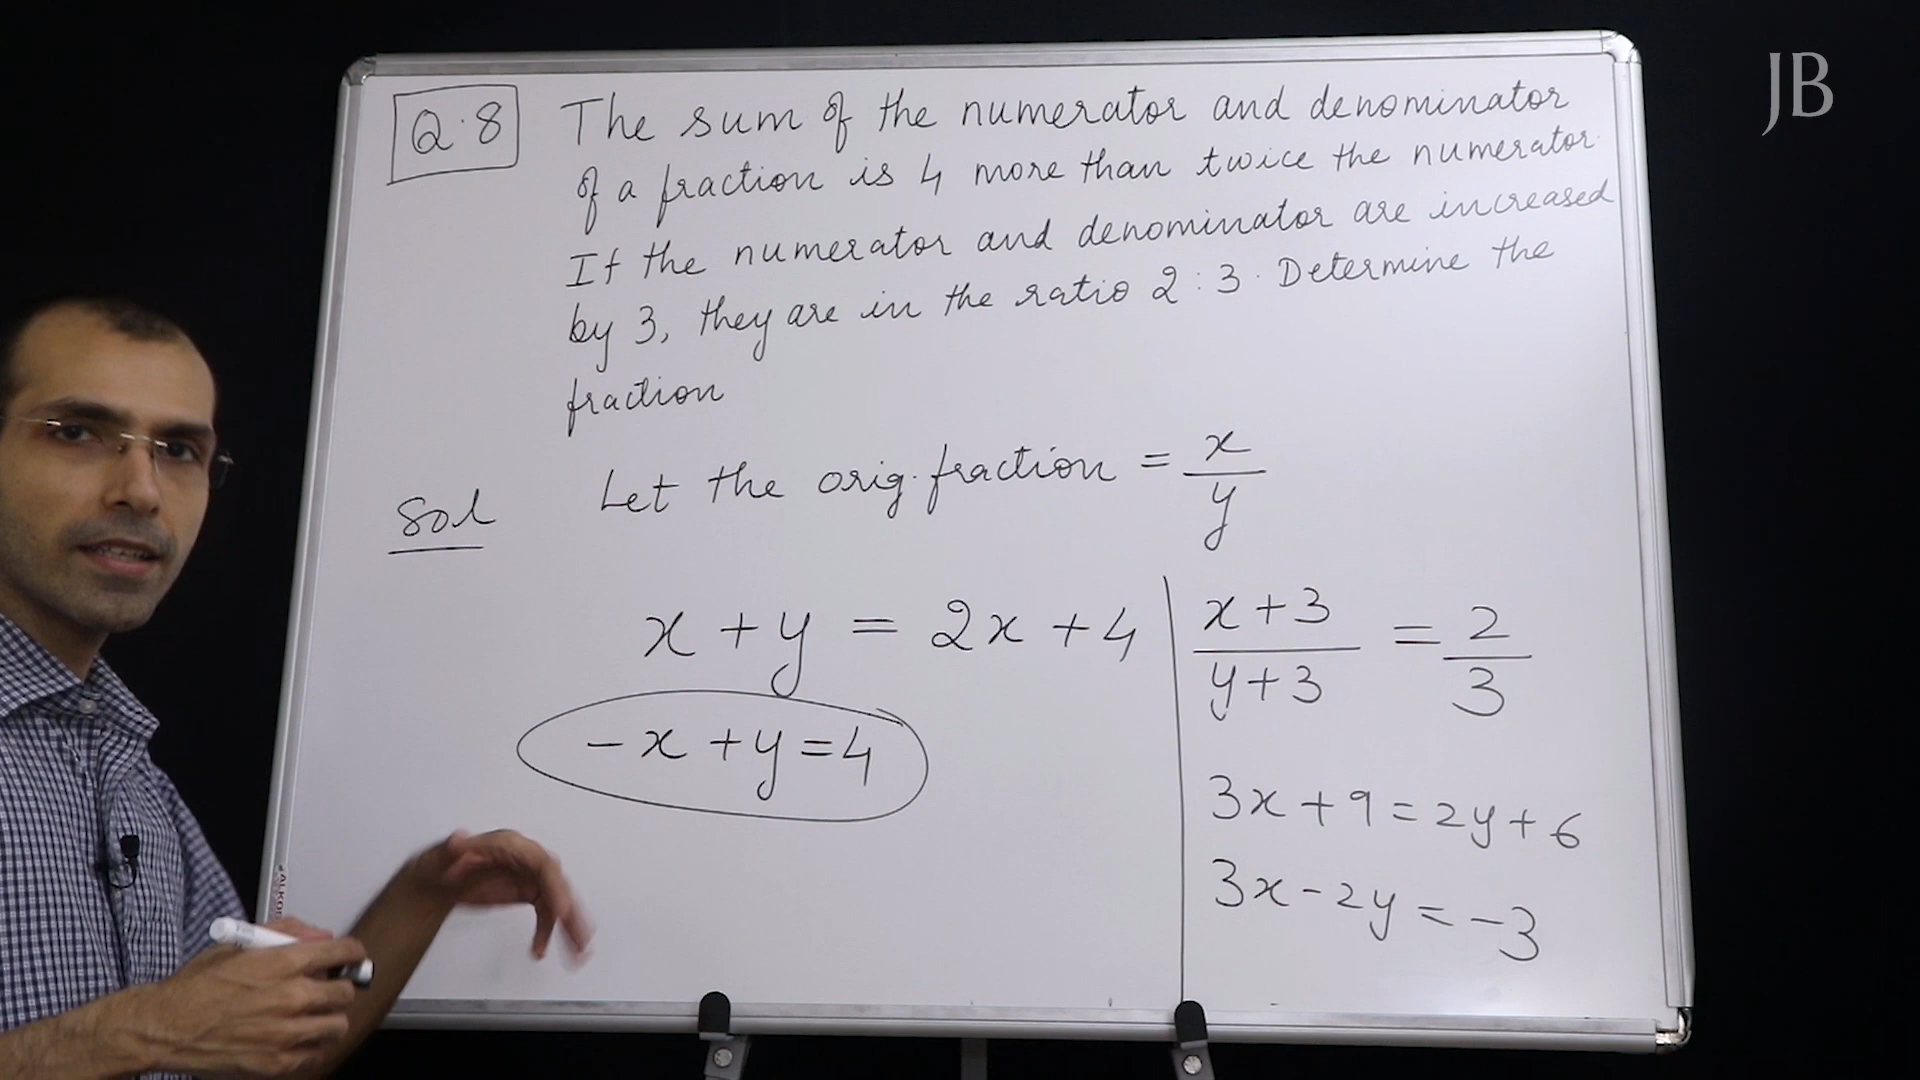 JB
Q.8 The sum of the numerator and denominator
of a fraction is 4 more than twice the numerator.
If the numerator and denominator are increased
by 3, they are in the ratio 2:3. Determine the
fraction
Sol Let the orig. fraction = x/y
x + y = 2x + 4
-x + y = 4
x+3/y+3 = 2/3
3x + 9 = 2y + 6
3x - 2y = -3